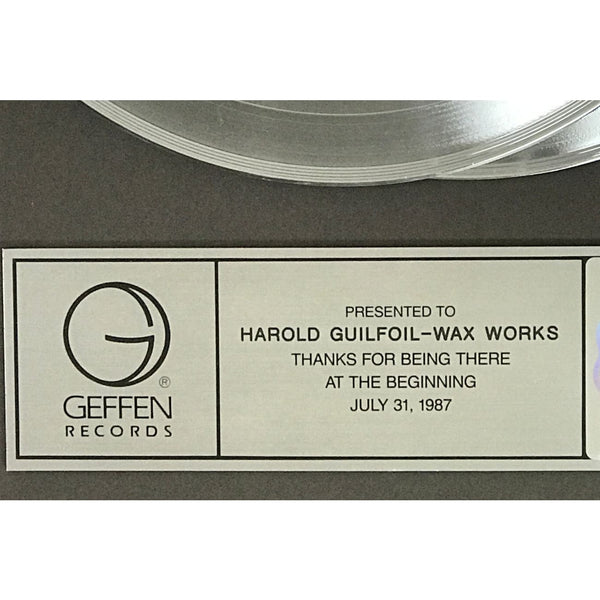 G®
GEFFEN
RECORDS
PRESENTED TO
HAROLD GUILFOIL-WAX WORKS
THANKS FOR BEING THERE
AT THE BEGINNING
JULY 31, 1987